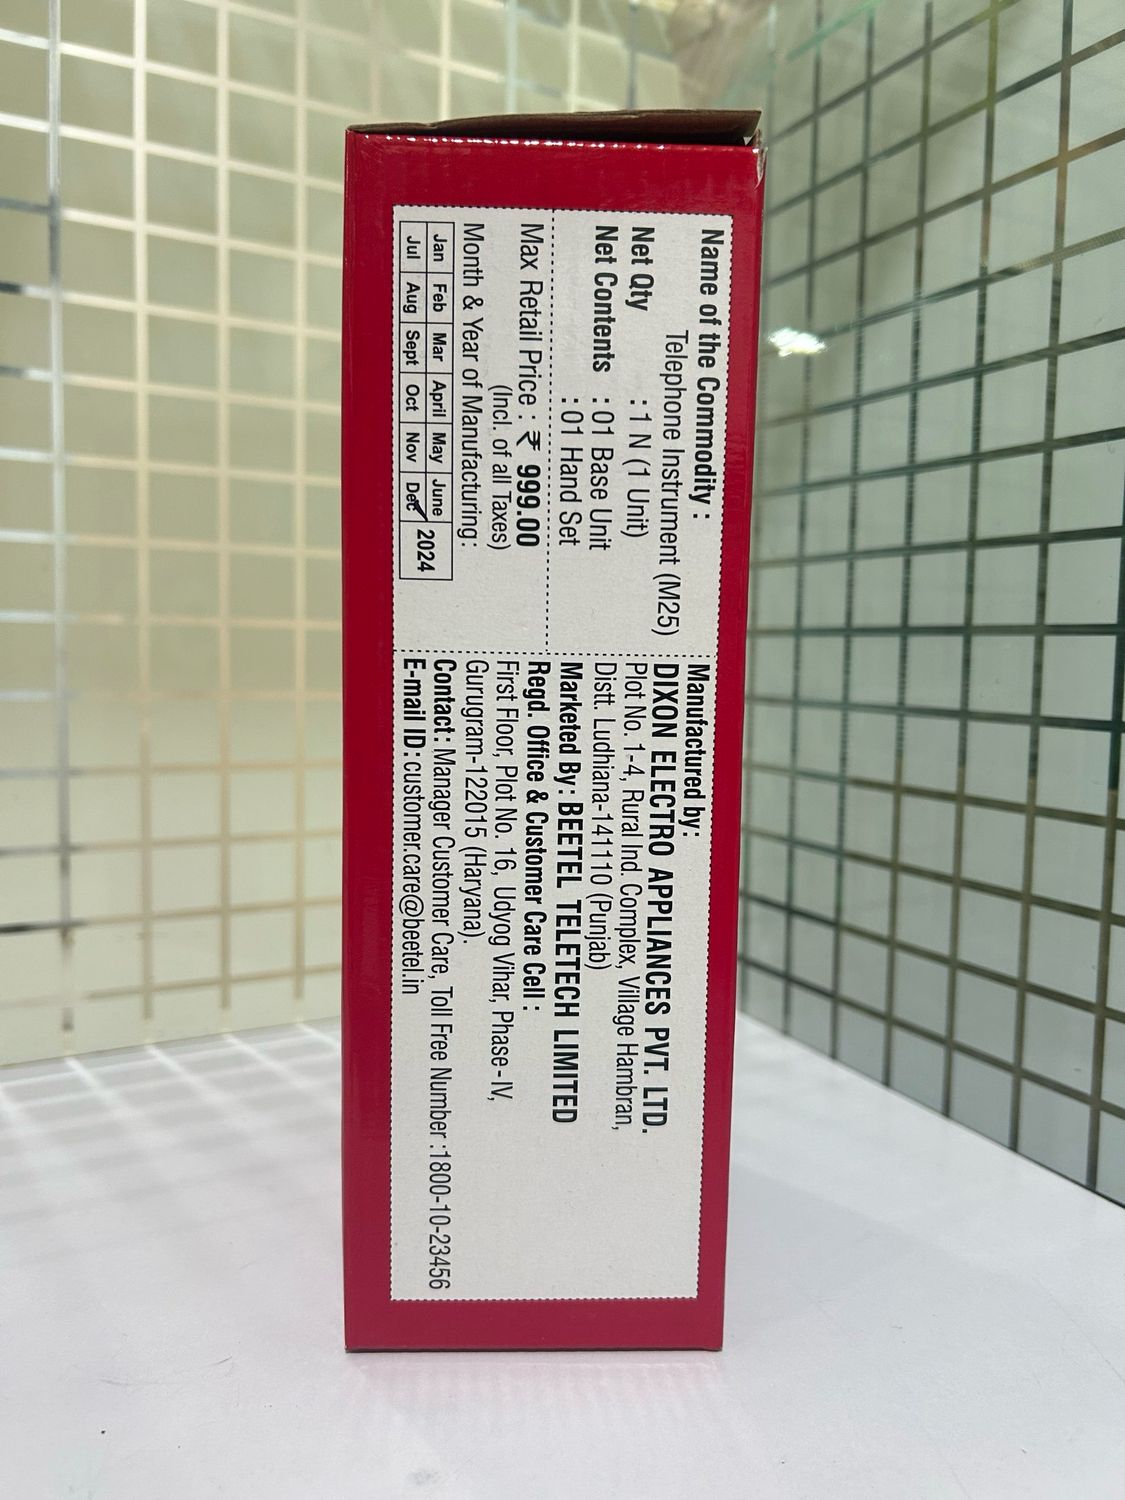 Name of the Commodity :
Telephone Instrument (M25)
Net Qty : 1 N (1 Unit)
Net Contents : 01 Base Unit
: 01 Hand Set
Max Retail Price : ₹ 999.00
(Incl. of all Taxes)
Month & Year of Manufacturing:
Jan Feb Mar April May June 2024
Jul Aug Sept Oct Nov Dec
Manufactured by:
DIXON ELECTRO APPLIANCES PVT. LTD.
Plot No. 1-4, Rural Ind. Complex, Village Hambran,
Distt. Ludhiana-141110 (Punjab)
Marketed By: BEETEL TELETECH LIMITED
Regd. Office & Customer Care Cell :
First Floor, Plot No. 16, Udyog Vihar, Phase-IV,
Gurugram-122015 (Haryana).
Contact: Manager Customer Care, Toll Free Number :1800-10-23456
E-mail ID: customer.care@beetel.in